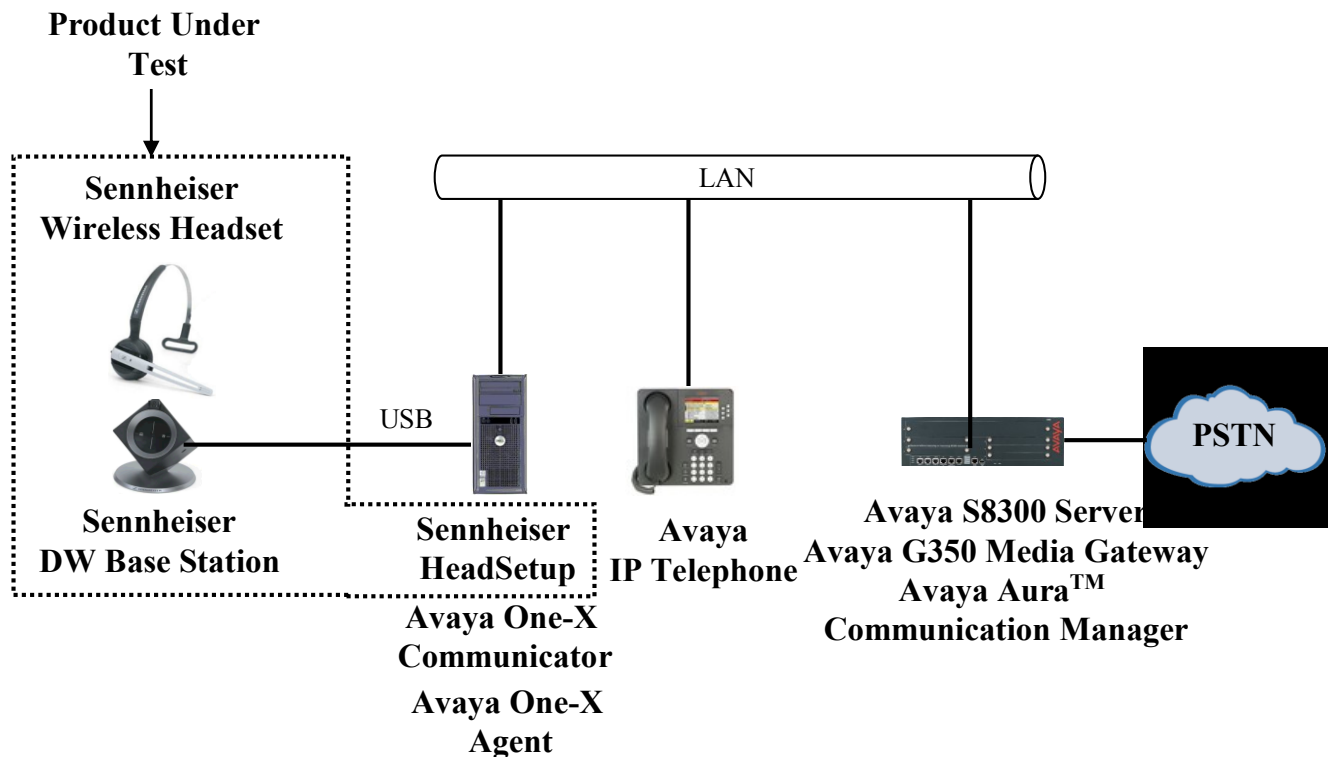 Product Under
Test
Sennheiser
Wireless Headset
LAN
USB
PSTN
AVAYA
Sennheiser
DW Base Station
Sennheiser
HeadSetup
Avaya
IP Telephone
Avaya S8300 Server
Avaya G350 Media Gateway
Avaya Aura™
Communication Manager
Avaya One-X
Communicator
Avaya One-X
Agent